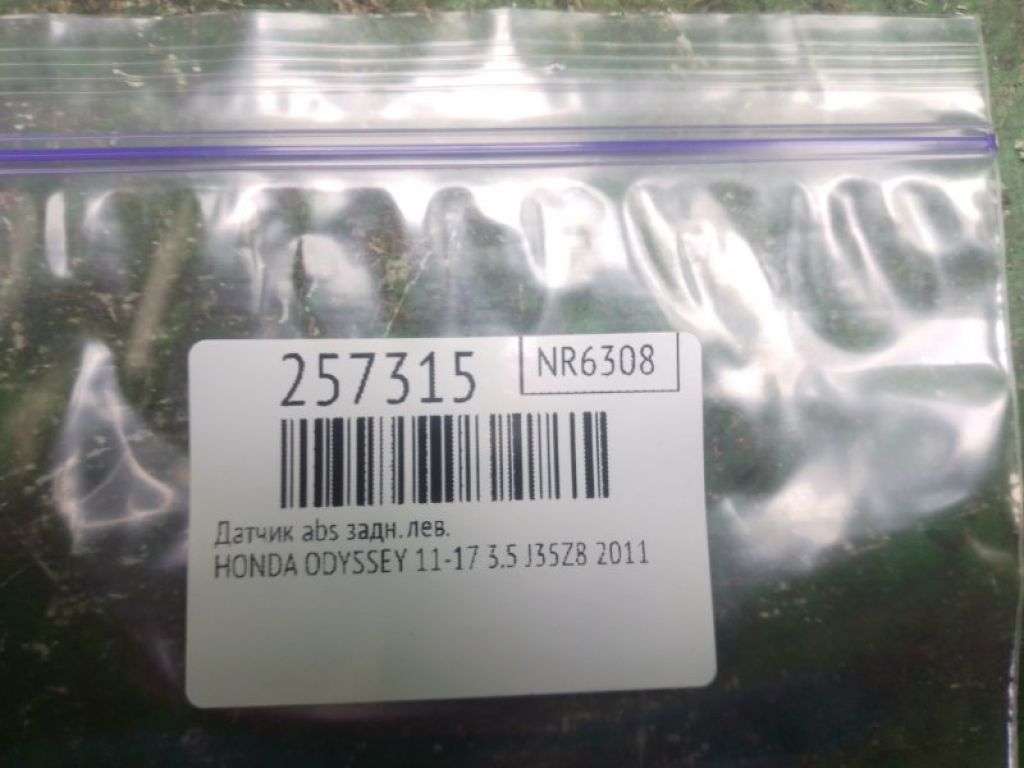 257315
NR6308
Датчик abs задн.лев.
HONDA ODYSSEY 11-17 3.5 J35Z8 2011